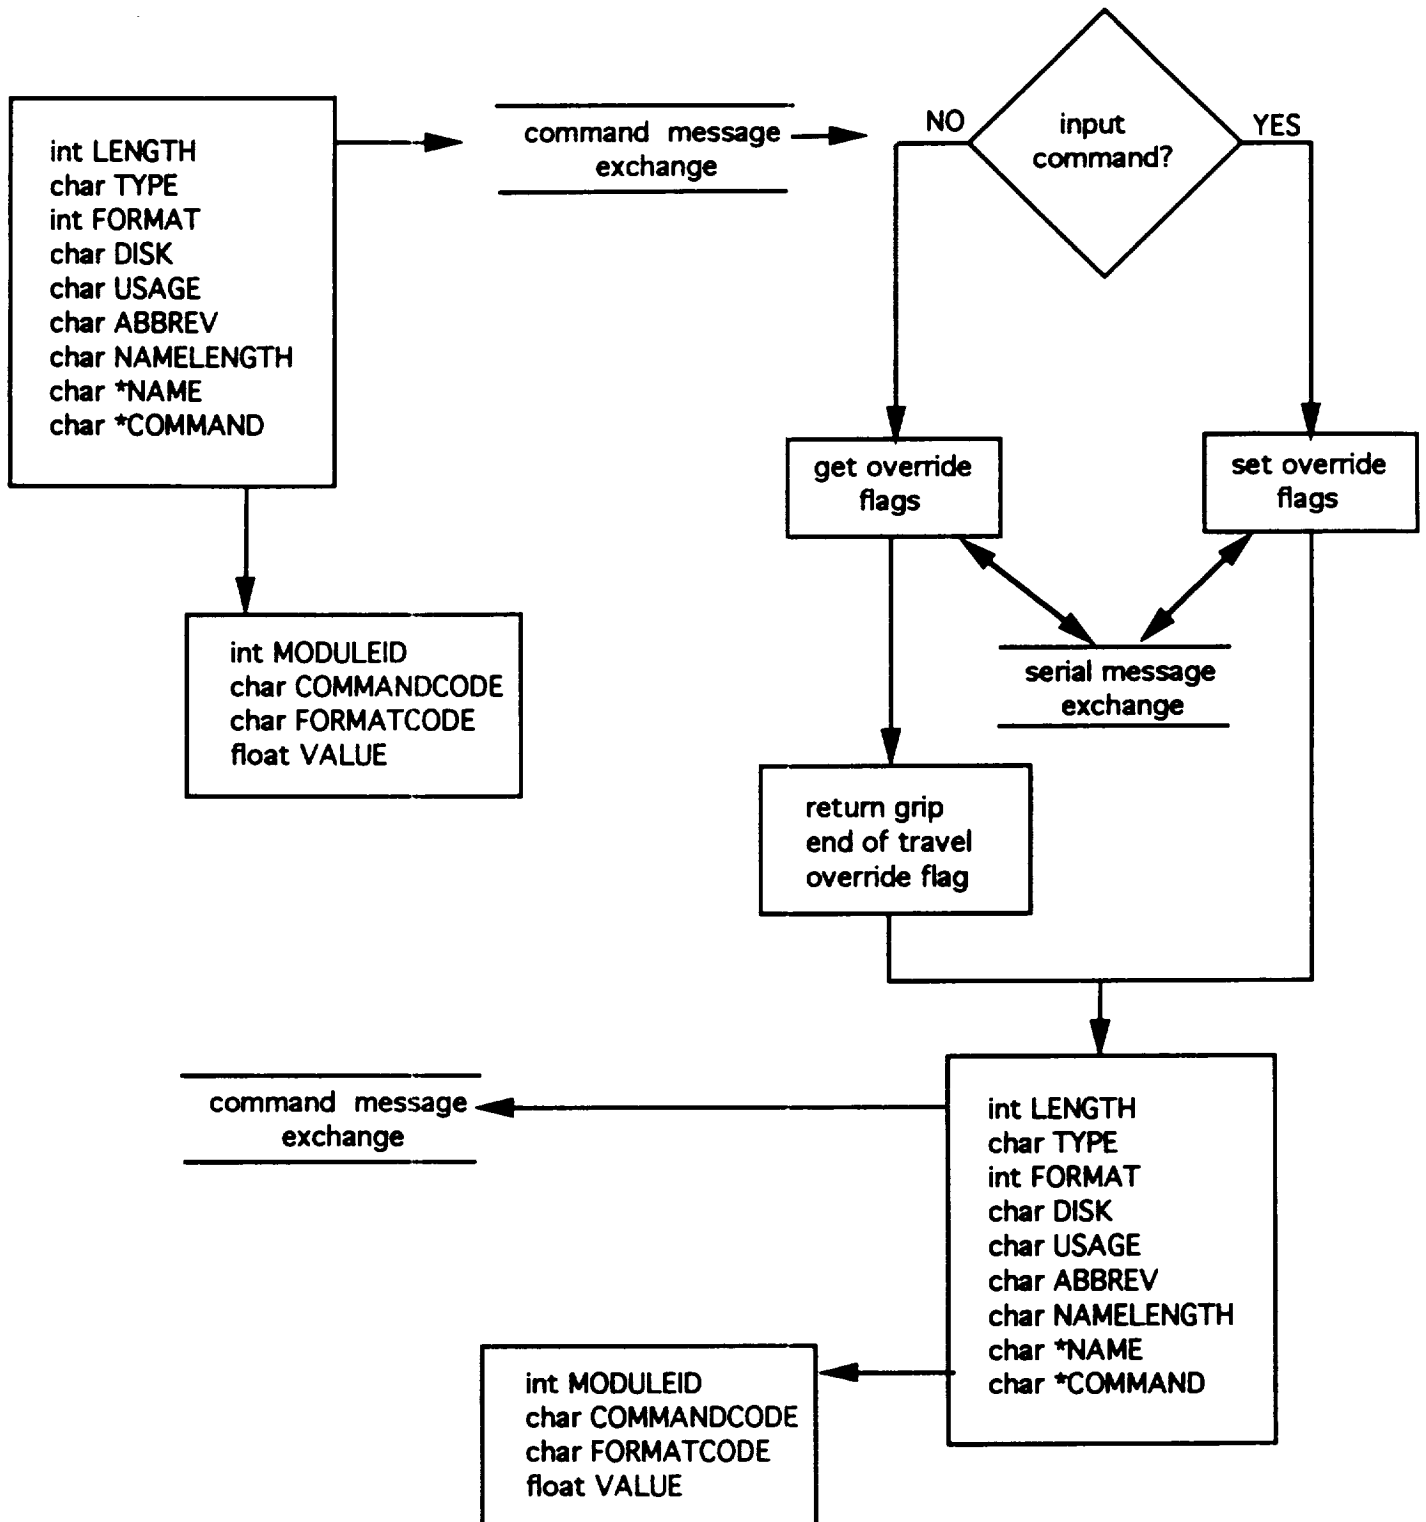 int LENGTH
char TYPE
int FORMAT
char DISK
char USAGE
char ABBREV
char NAMELENGTH
char *NAME
char *COMMAND
command message
exchange
NO
input
command?
YES
get override
flags
set override
flags
int MODULEID
char COMMANDCODE
char FORMATCODE
float VALUE
serial message
exchange
return grip
end of travel
override flag
command message
exchange
int LENGTH
char TYPE
int FORMAT
char DISK
char USAGE
char ABBREV
char NAMELENGTH
char *NAME
char *COMMAND
int MODULEID
char COMMANDCODE
char FORMATCODE
float VALUE